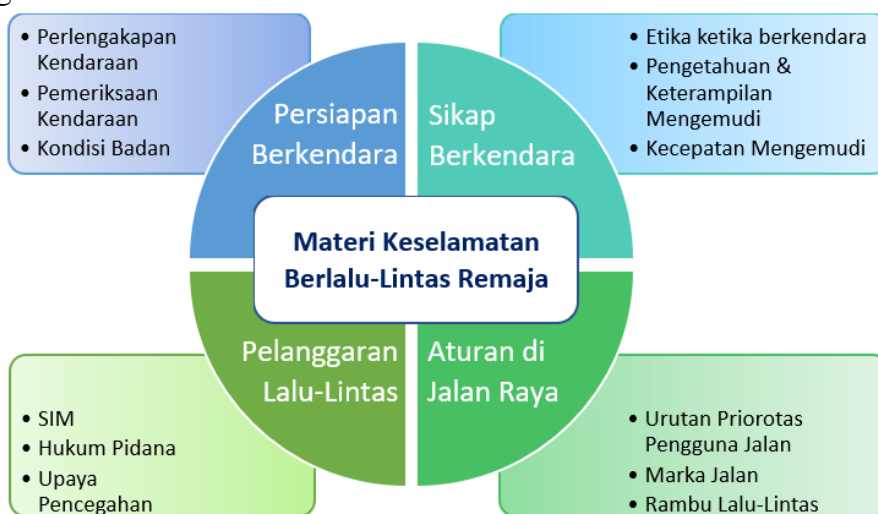 • Perlengakapan
Kendaraan
• Pemeriksaan
Kendaraan
• Kondisi Badan
Persiapan
Berkendara
Sikap
Berkendara
• Etika ketika berkendara
• Pengetahuan &
Keterampilan
Mengemudi
• Kecepatan Mengemudi
Materi Keselamatan
Berlalu-Lintas Remaja
Pelanggaran
Lalu-Lintas
Aturan di
Jalan Raya
• SIM
• Hukum Pidana
• Upaya
Pencegahan
• Urutan Priorotas
Pengguna Jalan
• Marka Jalan
• Rambu Lalu-Lintas